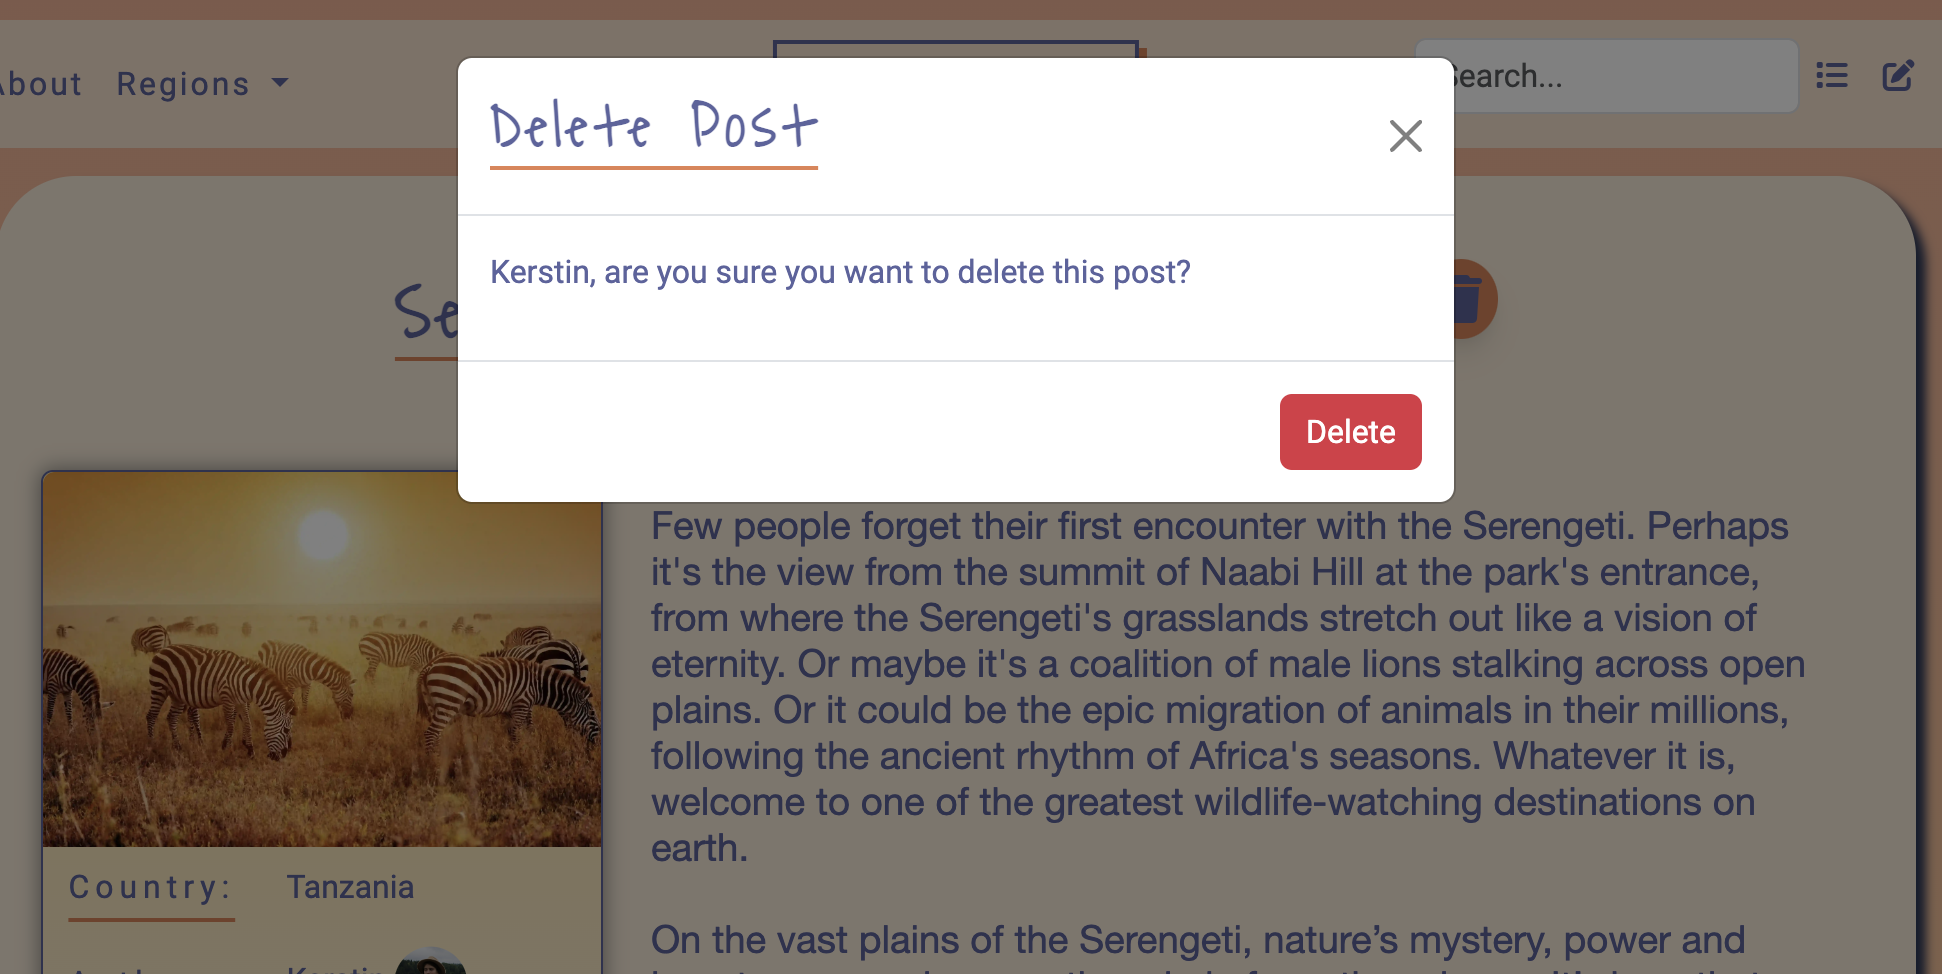 About Regions
Search...
Delete Post
Kerstin, are you sure you want to delete this post?
Delete
Few people forget their first encounter with the Serengeti. Perhaps
it's the view from the summit of Naabi Hill at the park's entrance,
from where the Serengeti's grasslands stretch out like a vision of
eternity. Or maybe it's a coalition of male lions stalking across open
plains. Or it could be the epic migration of animals in their millions,
following the ancient rhythm of Africa's seasons. Whatever it is,
welcome to one of the greatest wildlife-watching destinations on
earth.
Country: Tanzania
On the vast plains of the Serengeti, nature’s mystery, power and